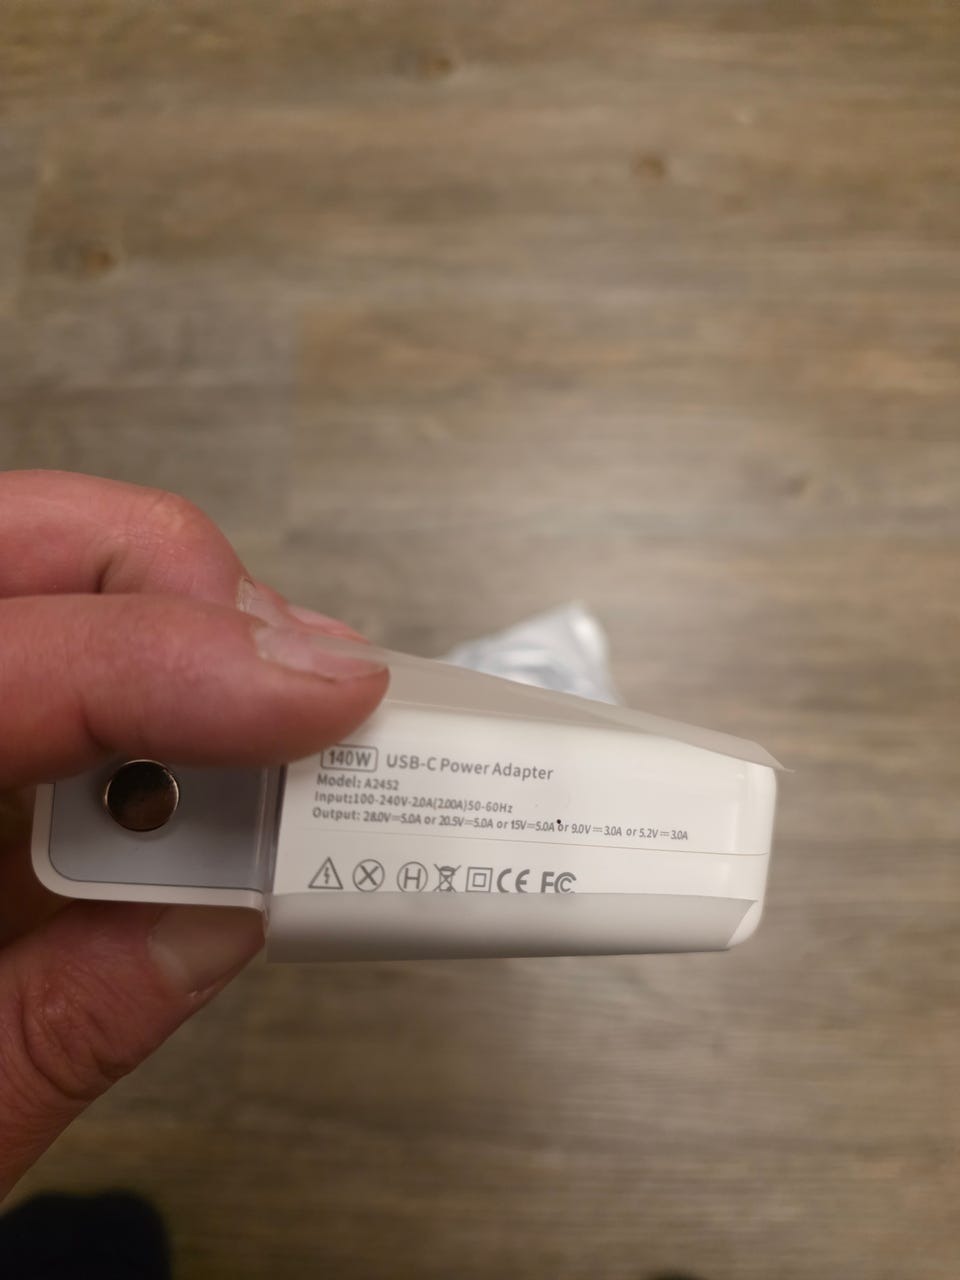 140W USB-C Power Adapter
Model: A2452
Input:100-240V-2.0A(2.00A)50-60Hz
Output: 28.0V⎓5.0A or 20.5V⎓5.0A or 15V⎓5.0A or 9.0V⎓3.0A or 5.2V⎓3.0A
H CE FC